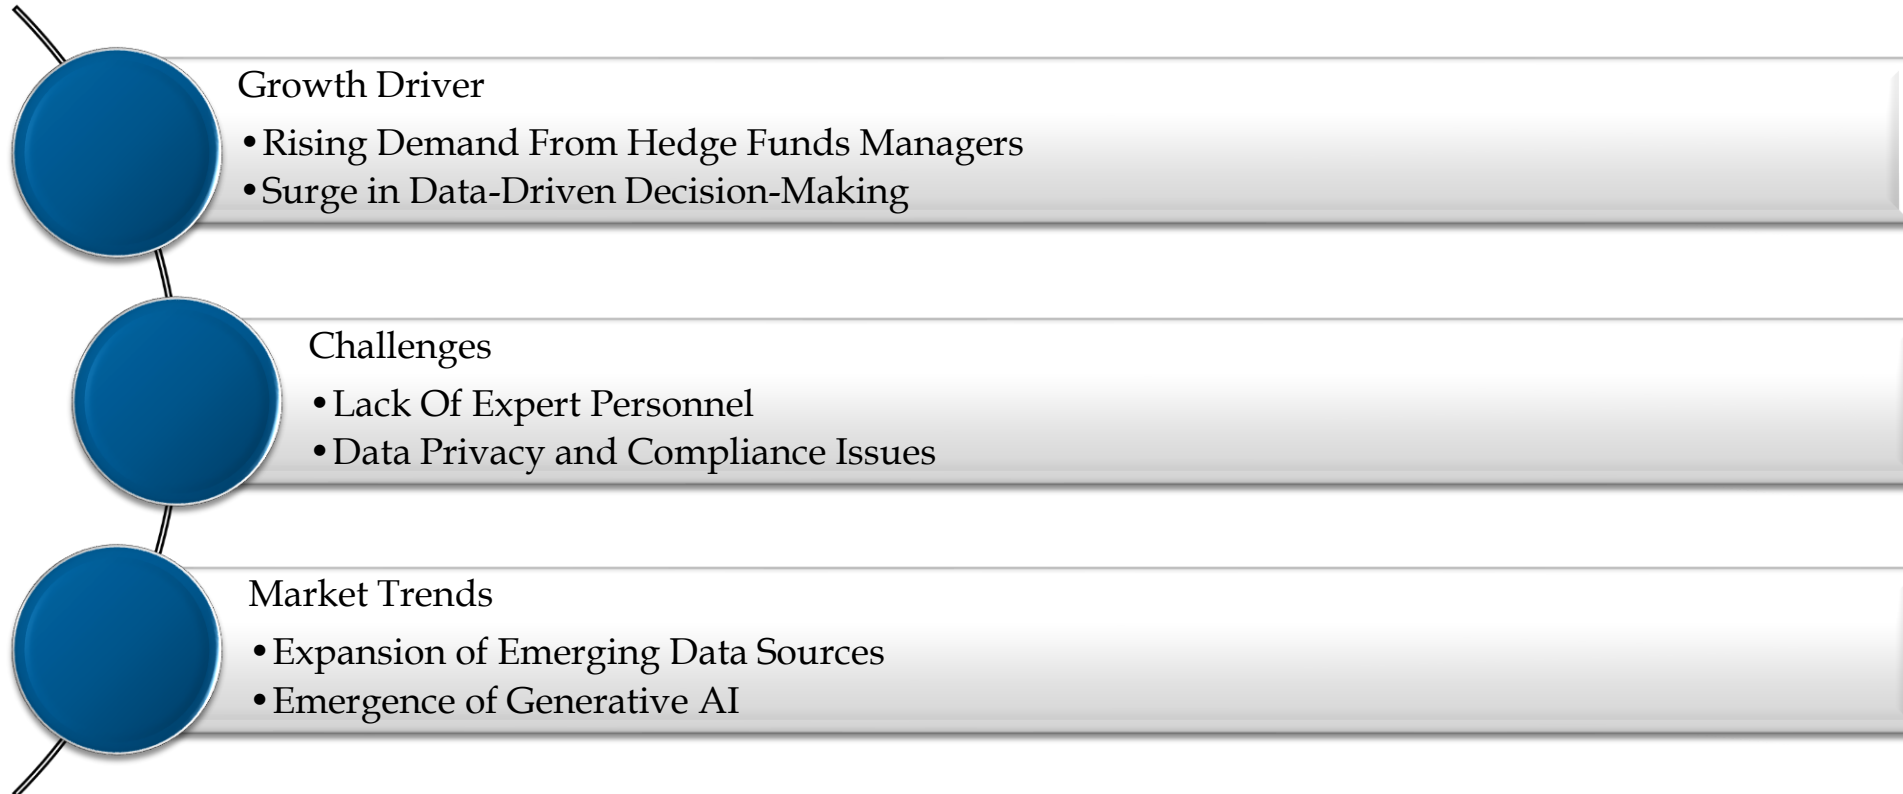 Growth Driver
•Rising Demand From Hedge Funds Managers
•Surge in Data-Driven Decision-Making
Challenges
•Lack Of Expert Personnel
•Data Privacy and Compliance Issues
Market Trends
•Expansion of Emerging Data Sources
•Emergence of Generative AI